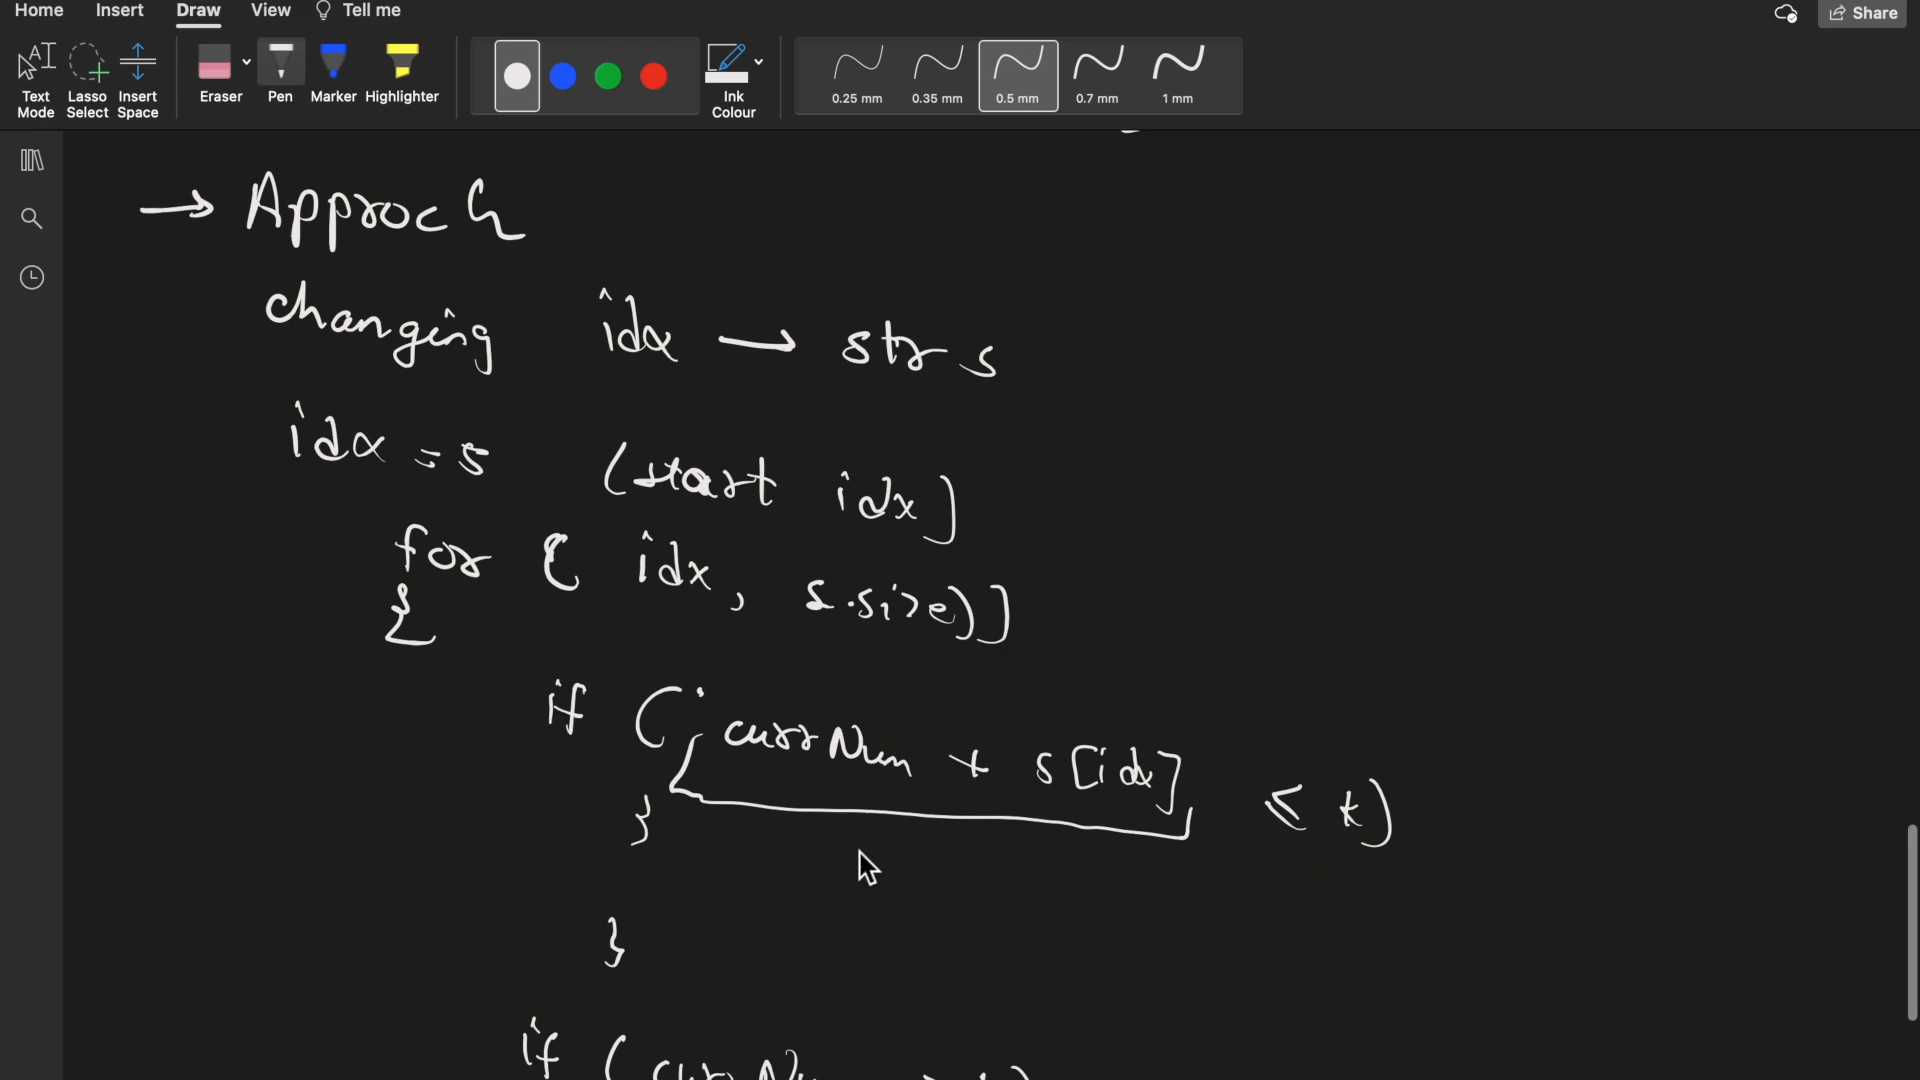 Home Insert Draw View Tell me Share
Text Mode Lasso Select Insert Space Eraser Pen Marker Highlighter Ink Colour 0.25 mm 0.35 mm 0.5 mm 0.7 mm 1 mm
→ Approch
changing idx → str s
idx = s (start idx)
for ( idx, s.size))
{
if ( currNum + s[idx] ≤ k)
}
}
if (